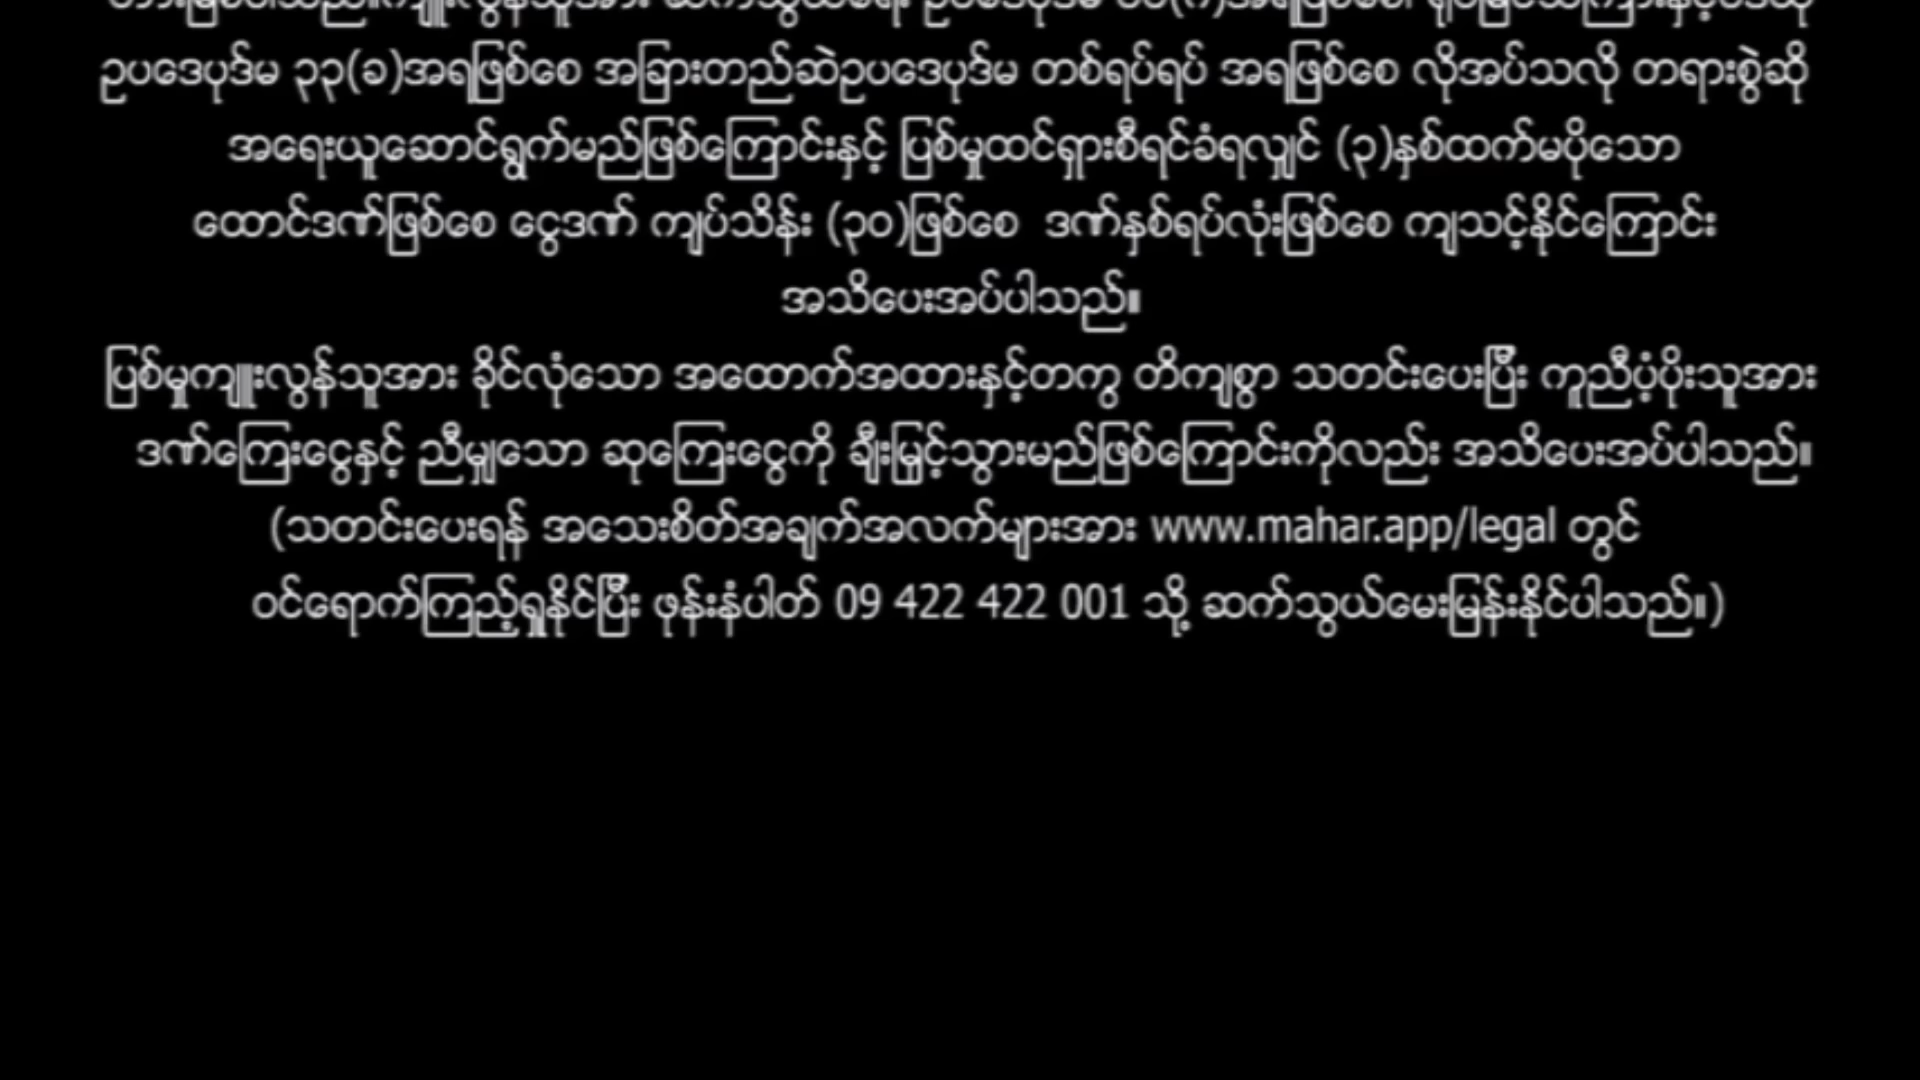 ဥပဒေပုဒ်မ ၃၃(ခ)အရဖြစ်စေ အခြားတည်ဆဲဥပဒေပုဒ်မ တစ်ရပ်ရပ် အရဖြစ်စေ လိုအပ်သလို တရားစွဲဆို
အရေးယူဆောင်ရွက်မည်ဖြစ်ကြောင်းနှင့် ပြစ်မှုထင်ရှားစီရင်ခံရလျှင် (၃)နှစ်ထက်မပိုသော
ထောင်ဒဏ်ဖြစ်စေ ငွေဒဏ် ကျပ်သိန်း (၃၀)ဖြစ်စေ ဒဏ်နှစ်ရပ်လုံးဖြစ်စေ ကျသင့်နိုင်ကြောင်း
အသိပေးအပ်ပါသည်။
ပြစ်မှုကျူးလွန်သူအား ခိုင်လုံသော အထောက်အထားနှင့်တကွ တိကျစွာ သတင်းပေးပြီး ကူညီပံ့ပိုးသူအား
ဒဏ်ကြေးငွေနှင့် ညီမျှသော ဆုကြေးငွေကို ချီးမြှင့်သွားမည်ဖြစ်ကြောင်းကိုလည်း အသိပေးအပ်ပါသည်။
(သတင်းပေးရန် အသေးစိတ်အချက်အလက်များအား www.mahar.app/legal တွင်
ဝင်ရောက်ကြည့်ရှုနိုင်ပြီး ဖုန်းနံပါတ် 09 422 422 001 သို့ ဆက်သွယ်မေးမြန်းနိုင်ပါသည်။)